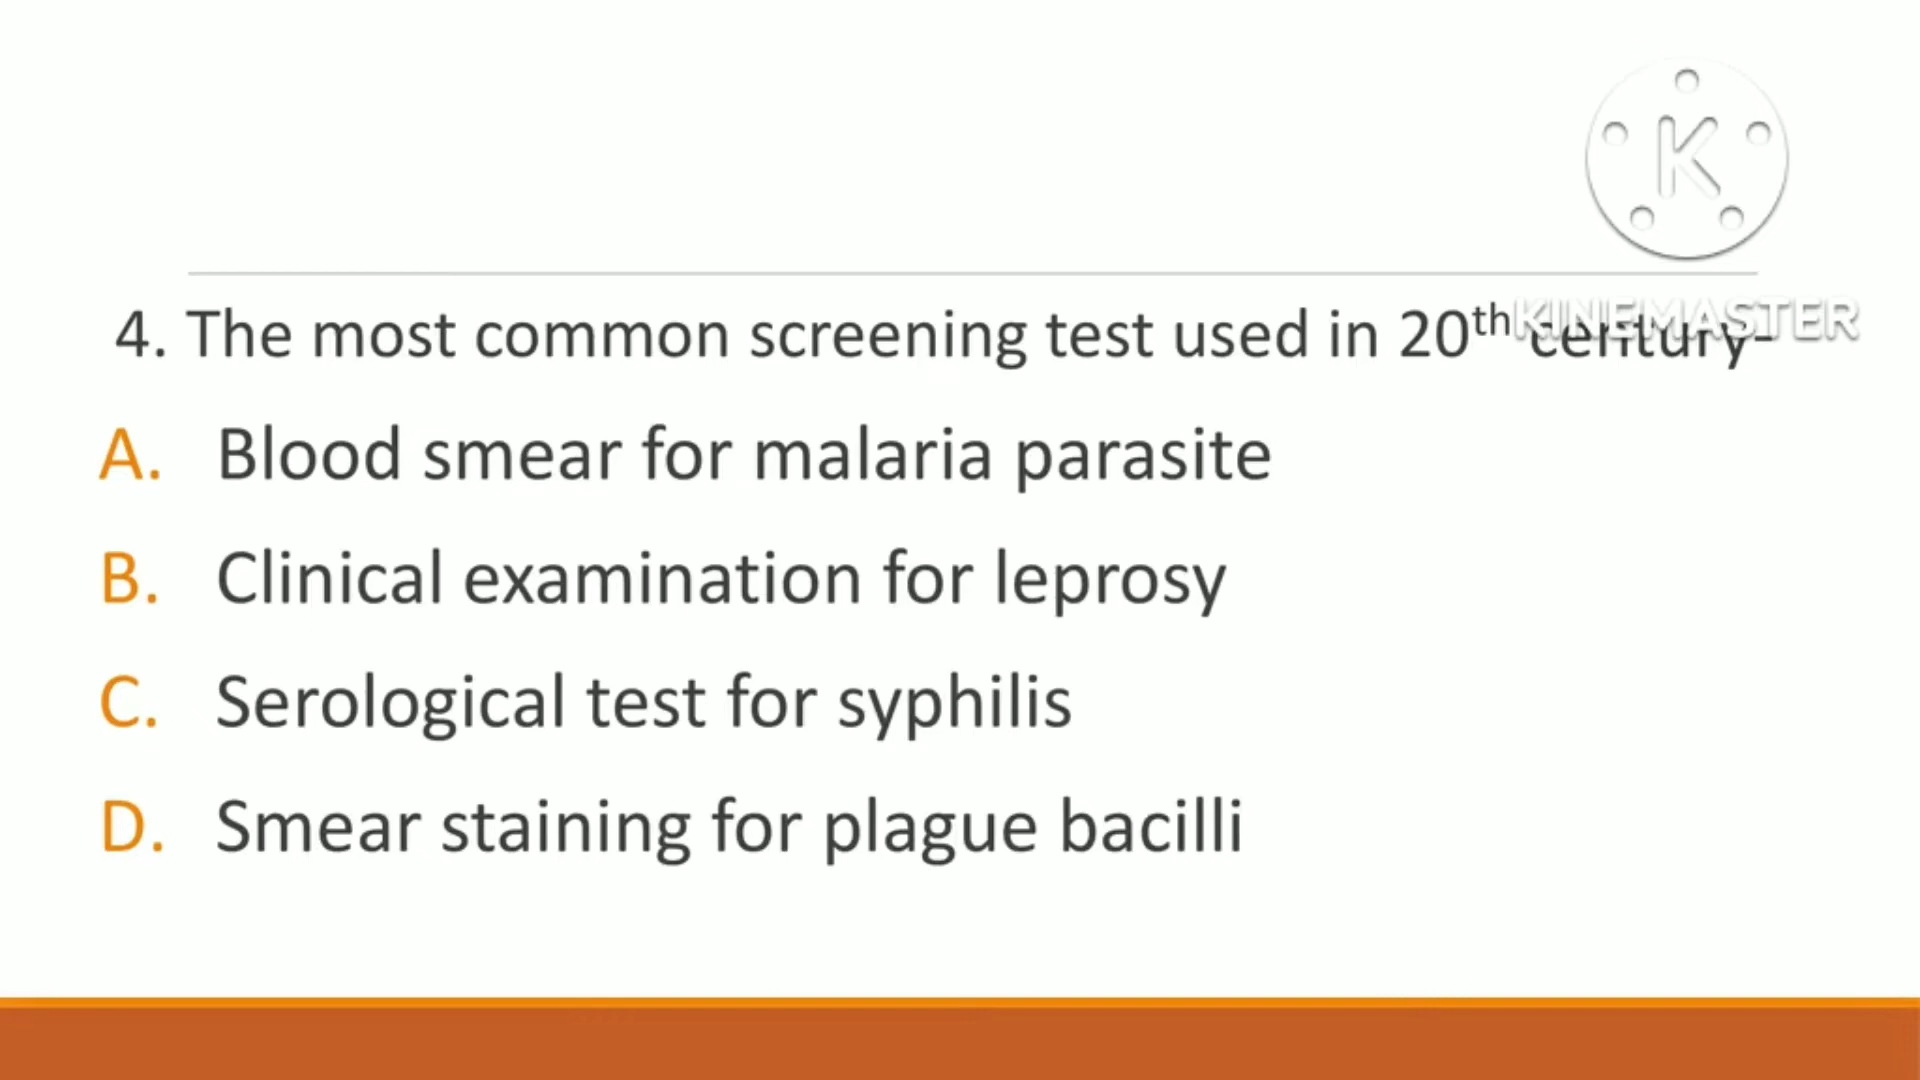 KINEMASTER
4. The most common screening test used in 20th century-
A. Blood smear for malaria parasite
B. Clinical examination for leprosy
C. Serological test for syphilis
D. Smear staining for plague bacilli